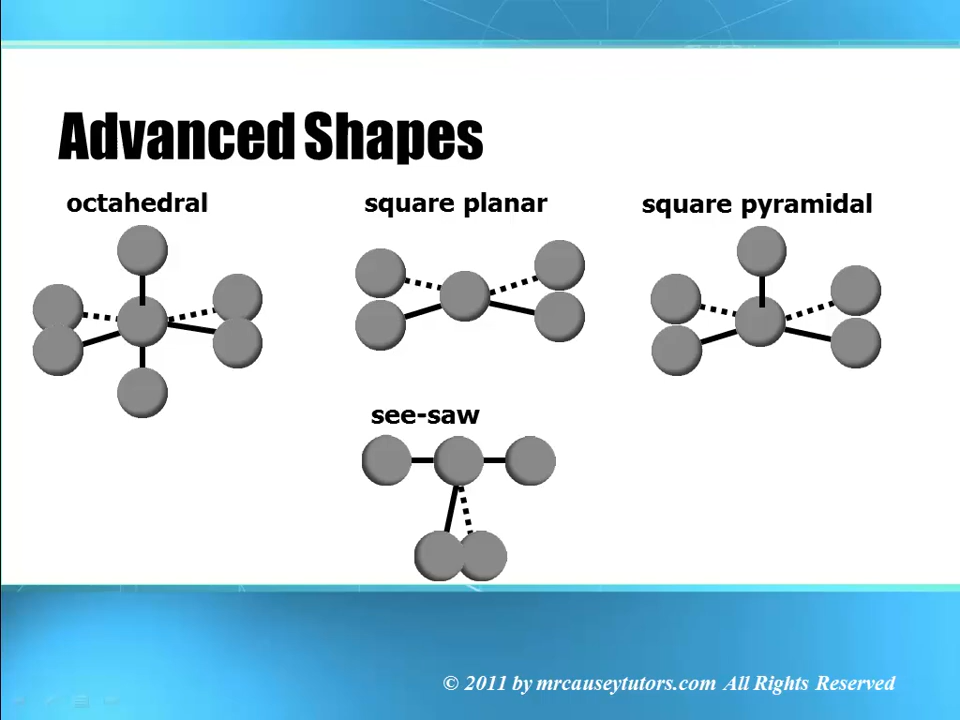 Advanced Shapes
octahedral
square planar
square pyramidal
see-saw
© 2011 by mrcauseytutors.com All Rights Reserved